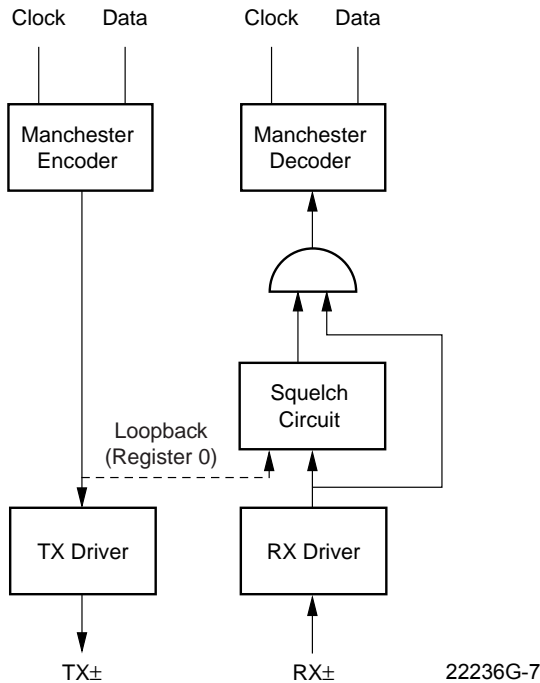 Clock Data Clock Data
Manchester
Encoder
Manchester
Decoder
Squelch
Circuit
Loopback
(Register 0)
TX Driver
RX Driver
TX±
RX±
22236G-7